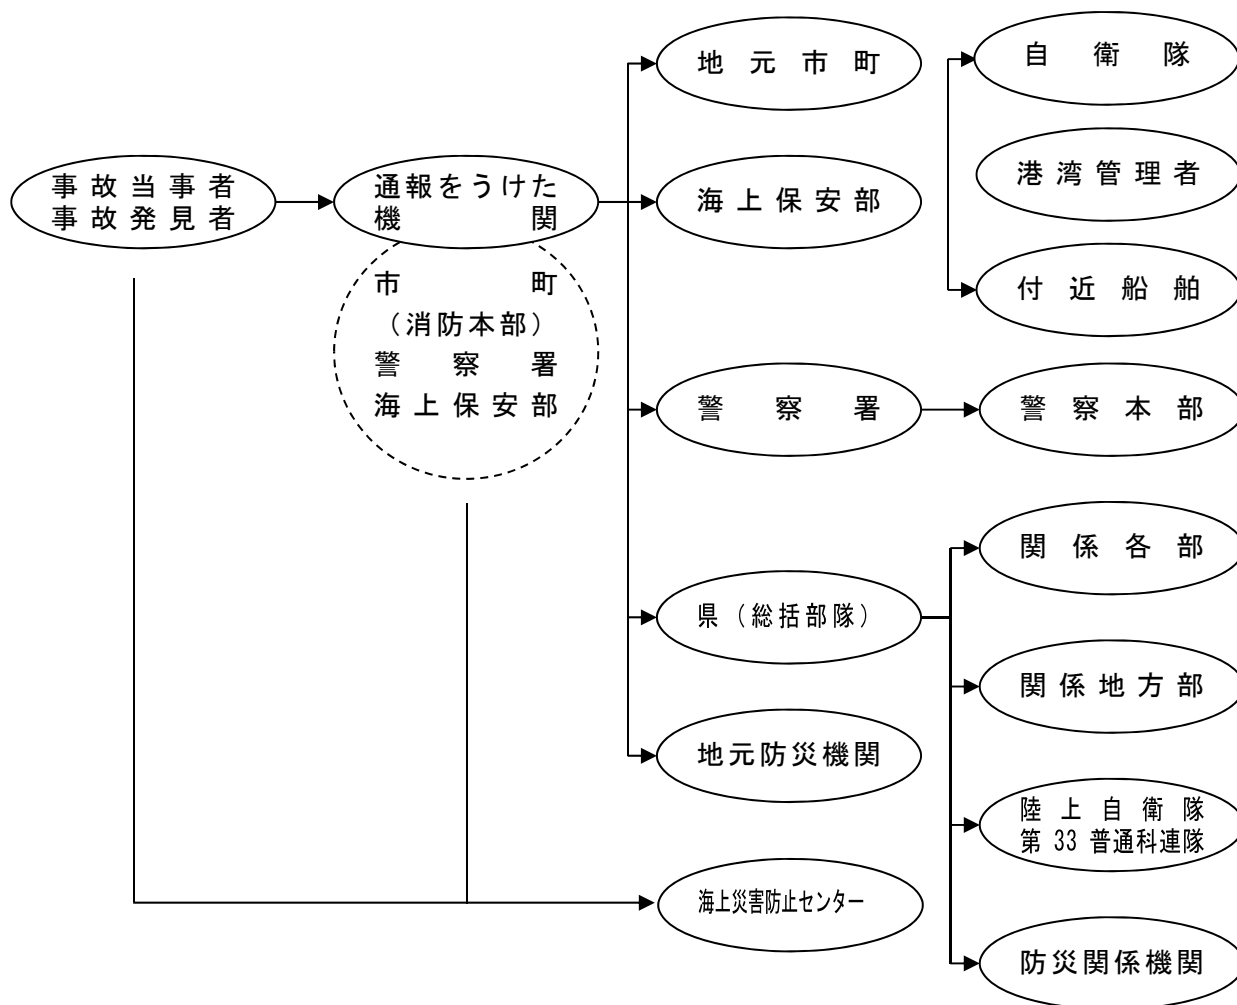 事故当事者
事故発見者
通報をうけた
機関
市町
（消防本部）
警察署
海上保安部
地元市町
海上保安部
警察署
県（総括部隊）
地元防災機関
海上災害防止センター
自衛隊
港湾管理者
付近船舶
警察本部
関係各部
関係地方部
陸上自衛隊
第 33 普通科連隊
防災関係機関